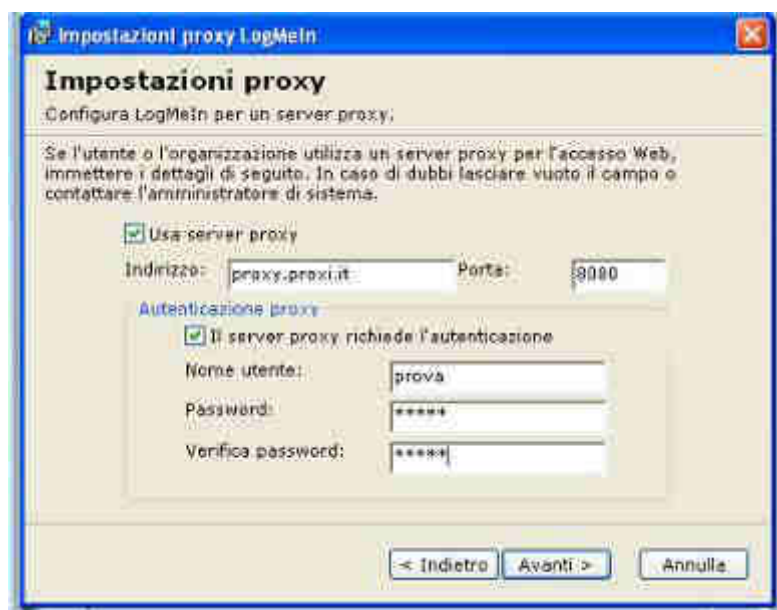 Impostazioni proxy LogMeIn
Impostazioni proxy
Configura LogMeIn per un server proxy.
Se l'utente o l'organizzazione utilizza un server proxy per l'accesso Web,
immettere i dettagli di seguito. In caso di dubbi lasciare vuoto il campo o
contattare l'amministratore di sistema.
Usa server proxy
Indirizzo: proxy.proxi.it Porta: 8080
Autenticazione proxy
Il server proxy richiede l'autenticazione
Nome utente: prova
Password: *****
Verifica password: *****
< Indietro Avanti > Annulla